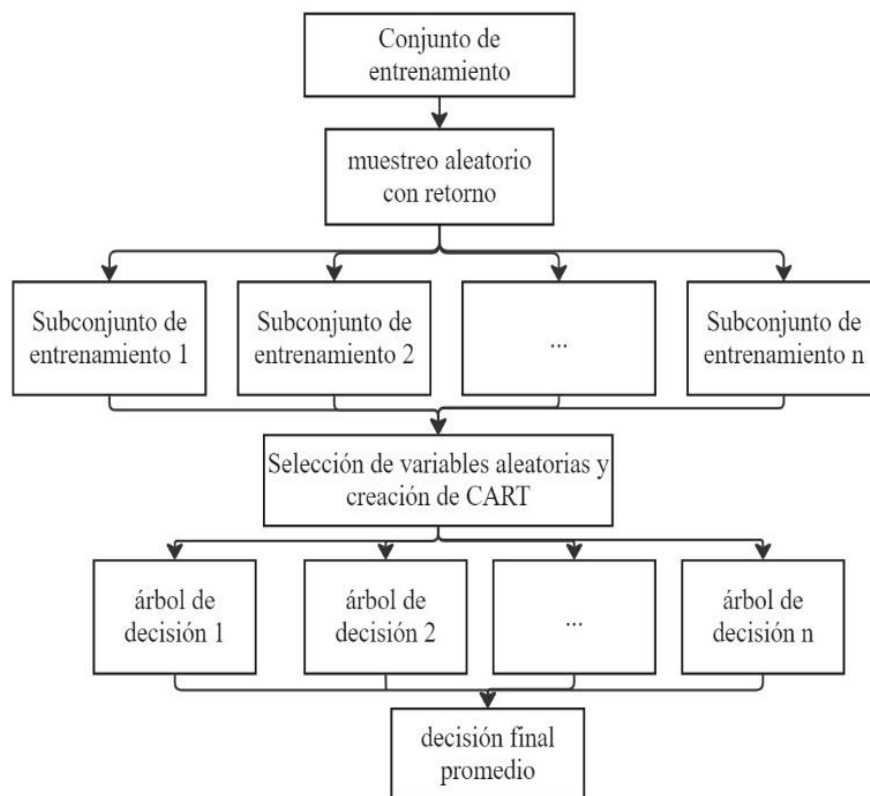 Conjunto de
entrenamiento
muestreo aleatorio
con retorno
Subconjunto de
entrenamiento 1
Subconjunto de
entrenamiento 2
...
Subconjunto de
entrenamiento n
Selección de variables aleatorias y
creación de CART
árbol de
decisión 1
árbol de
decisión 2
...
árbol de
decisión n
decisión final
promedio